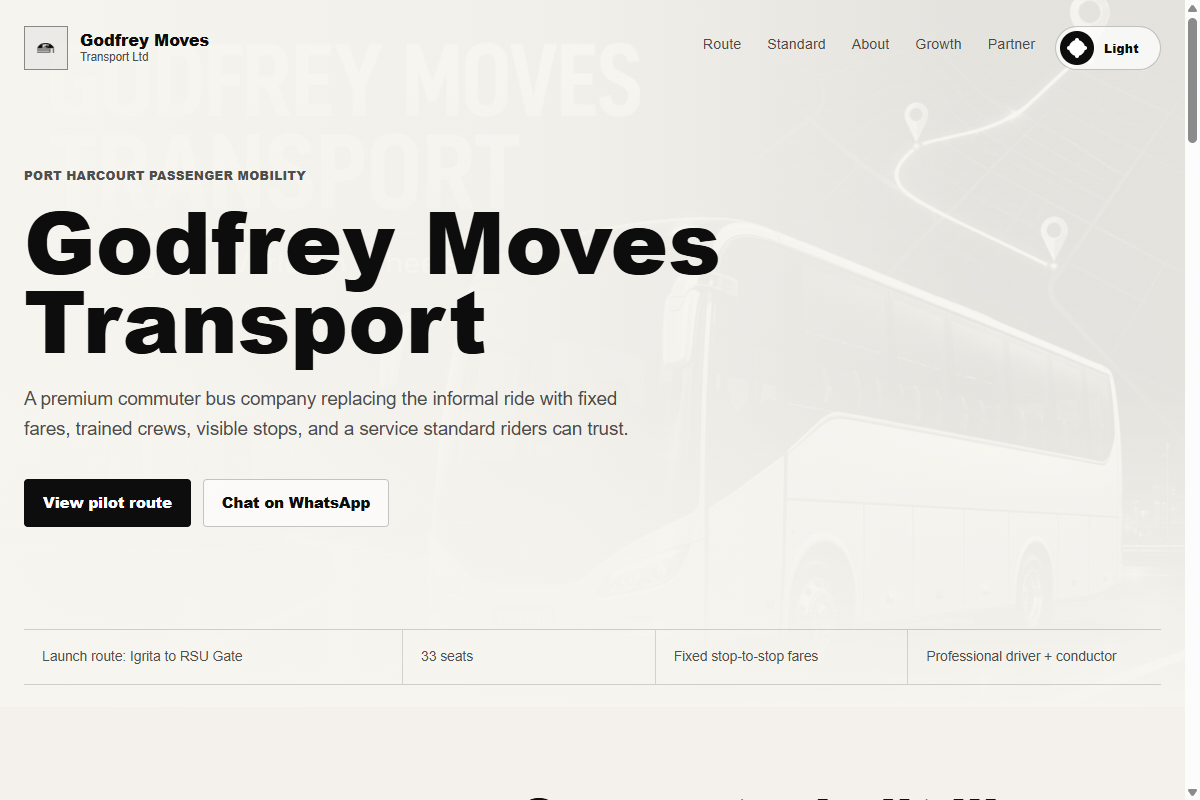 Godfrey Moves
Transport Ltd
Route
Standard
About
Growth
Partner
Light
GODFREY MOVES
TRANSPORT
PORT HARCOURT PASSENGER MOBILITY
Godfrey Moves
Transport
A premium commuter bus company replacing the informal ride with fixed
fares, trained crews, visible stops, and a service standard riders can trust.
View pilot route
Chat on WhatsApp
Launch route: Igrita to RSU Gate
33 seats
Fixed stop-to-stop fares
Professional driver + conductor